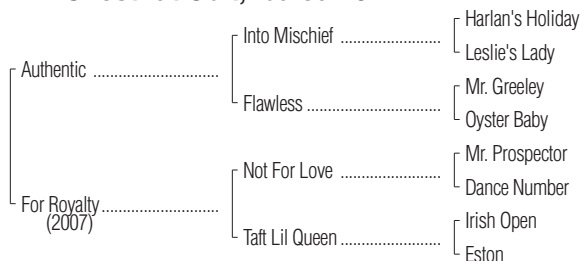 Harlan's Holiday
Into Mischief ........................
Leslie's Lady
Authentic ..............................
Mr. Greeley
Flawless ................................
Oyster Baby
Mr. Prospector
Not For Love ........................
Dance Number
For Royalty ............................
(2007)
Irish Open
Taft Lil Queen ........................
Eston